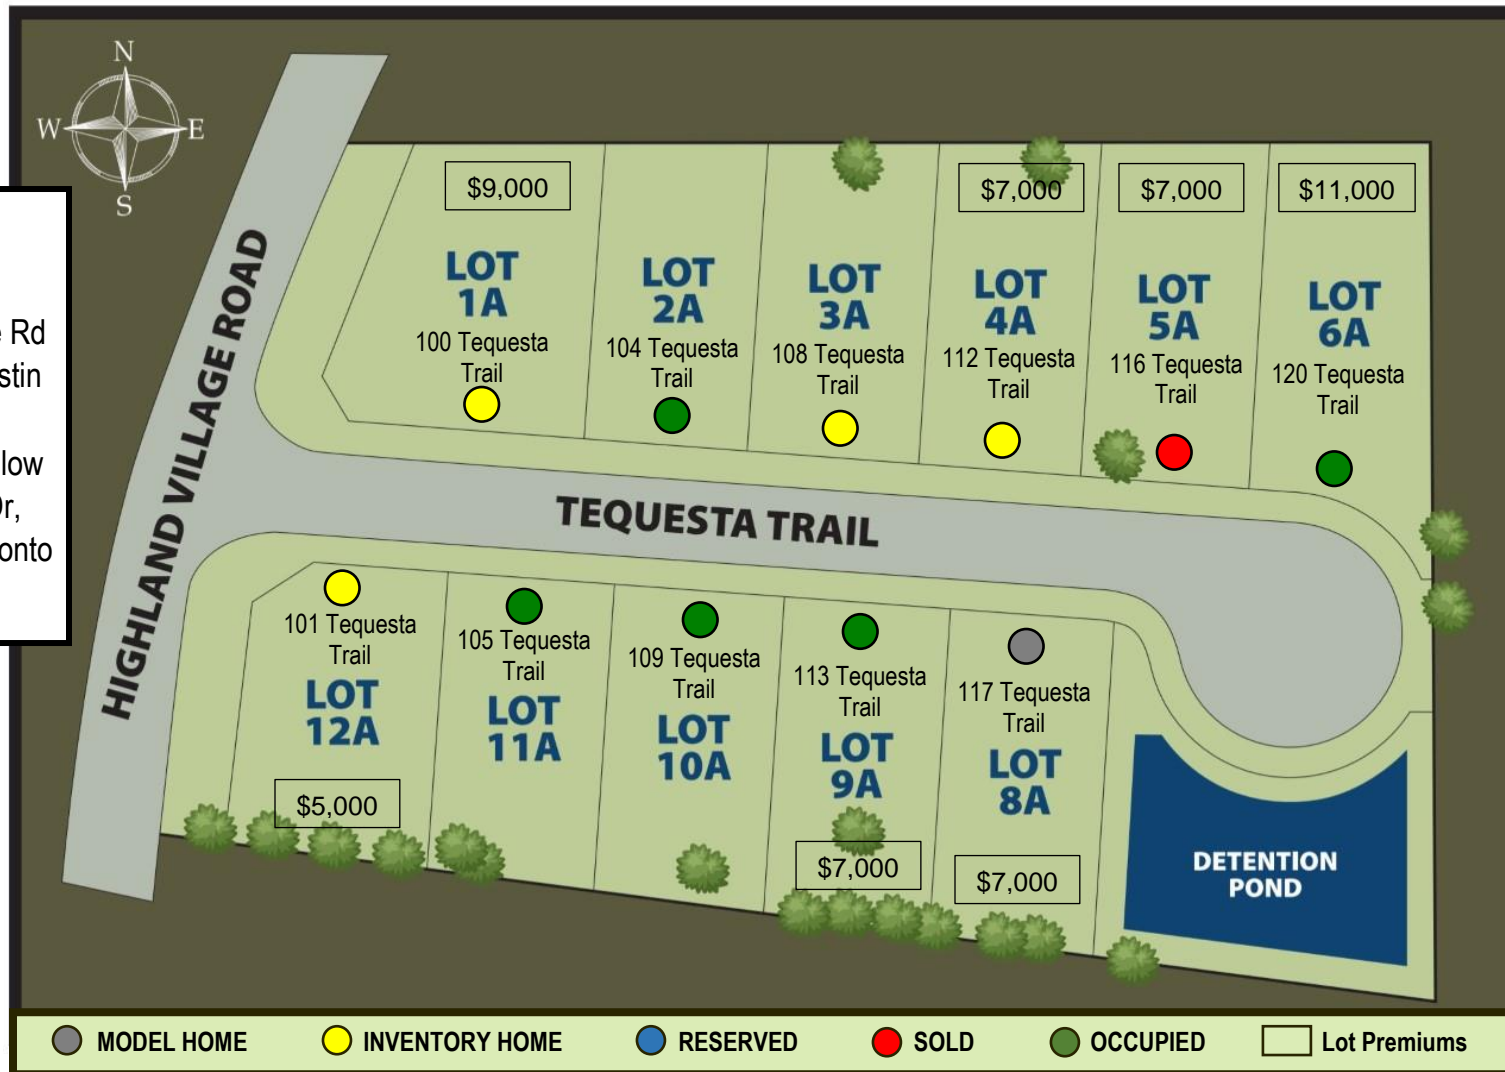 N
W
E
S
Rd
low
onto
$9,000
$7,000
$7,000
$11,000
LOT
1A
100 Tequesta
Trail
LOT
2A
104 Tequesta
Trail
LOT
3A
108 Tequesta
Trail
LOT
4A
112 Tequesta
Trail
LOT
5A
116 Tequesta
Trail
LOT
6A
120 Tequesta
Trail
HIGHLAND VILLAGE ROAD
TEQUESTA TRAIL
101 Tequesta
Trail
LOT
12A
$5,000
105 Tequesta
Trail
LOT
11A
109 Tequesta
Trail
LOT
10A
113 Tequesta
Trail
LOT
9A
$7,000
117 Tequesta
Trail
LOT
8A
$7,000
DETENTION
POND
MODEL HOME
INVENTORY HOME
RESERVED
SOLD
OCCUPIED
Lot Premiums